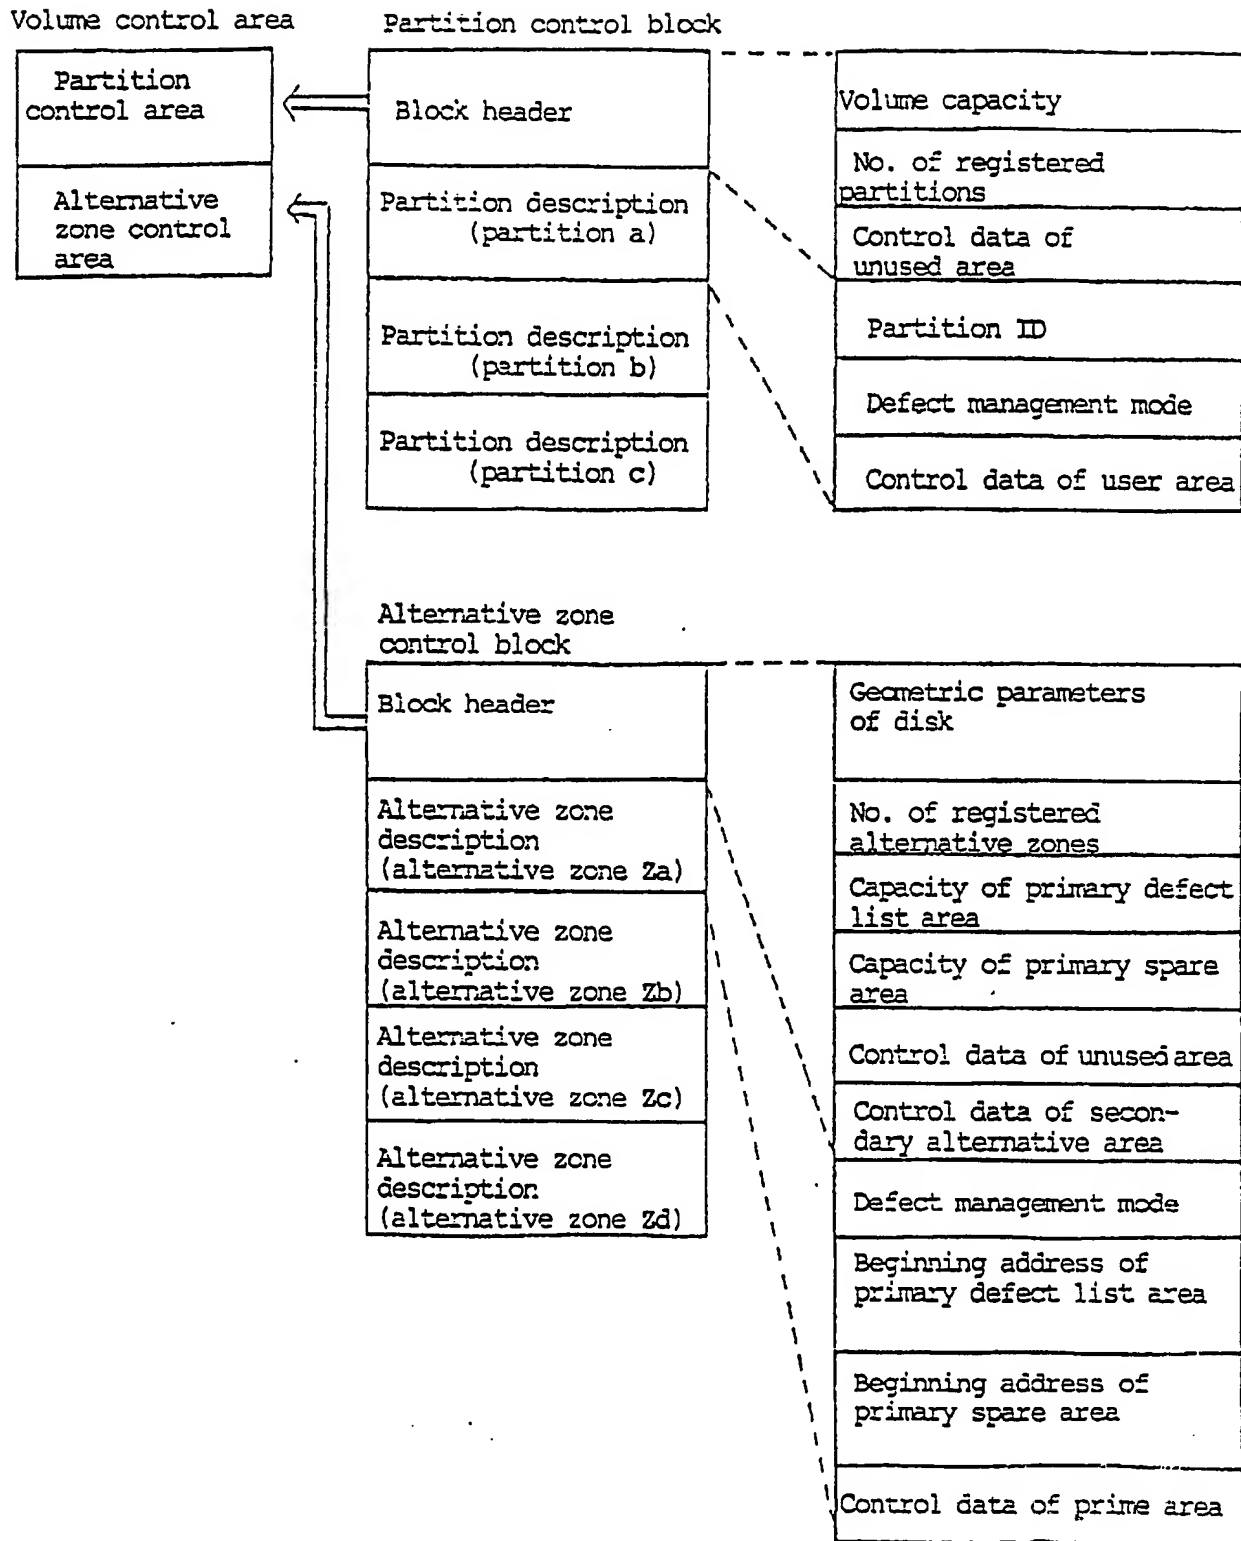 Volume control area
Partition
control area
Alternative
zone control
area
Partition control block
Block header
Partition description
(partition a)
Partition description
(partition b)
Partition description
(partition c)
Volume capacity
No. of registered
partitions
Control data of
unused area
Partition ID
Defect management mode
Control data of user area
Alternative zone
control block
Block header
Alternative zone
description
(alternative zone Za)
Alternative zone
description
(alternative zone Zb)
Alternative zone
description
(alternative zone Zc)
Alternative zone
description
(alternative zone Zd)
Geometric parameters
of disk
No. of registered
alternative zones
Capacity of primary defect
list area
Capacity of primary spare
area
Control data of unused area
Control data of secon-
dary alternative area
Defect management mode
Beginning address of
primary defect list area
Beginning address of
primary spare area
Control data of prime area